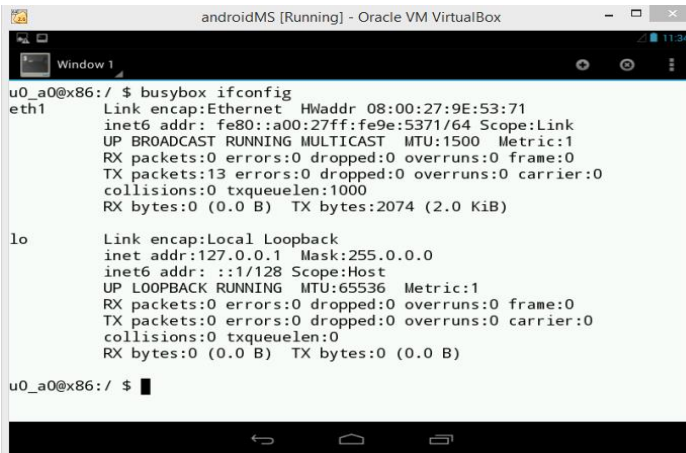 androidMS [Running] - Oracle VM VirtualBox
11:34
Window 1
u0_a0@x86:/ $ busybox ifconfig
eth1      Link encap:Ethernet  HWaddr 08:00:27:9E:53:71
          inet6 addr: fe80::a00:27ff:fe9e:5371/64 Scope:Link
          UP BROADCAST RUNNING MULTICAST  MTU:1500  Metric:1
          RX packets:0 errors:0 dropped:0 overruns:0 frame:0
          TX packets:13 errors:0 dropped:0 overruns:0 carrier:0
          collisions:0 txqueuelen:1000
          RX bytes:0 (0.0 B)  TX bytes:2074 (2.0 KiB)
lo        Link encap:Local Loopback
          inet addr:127.0.0.1  Mask:255.0.0.0
          inet6 addr: ::1/128 Scope:Host
          UP LOOPBACK RUNNING  MTU:65536  Metric:1
          RX packets:0 errors:0 dropped:0 overruns:0 frame:0
          TX packets:0 errors:0 dropped:0 overruns:0 carrier:0
          collisions:0 txqueuelen:0
          RX bytes:0 (0.0 B)  TX bytes:0 (0.0 B)
u0_a0@x86:/ $